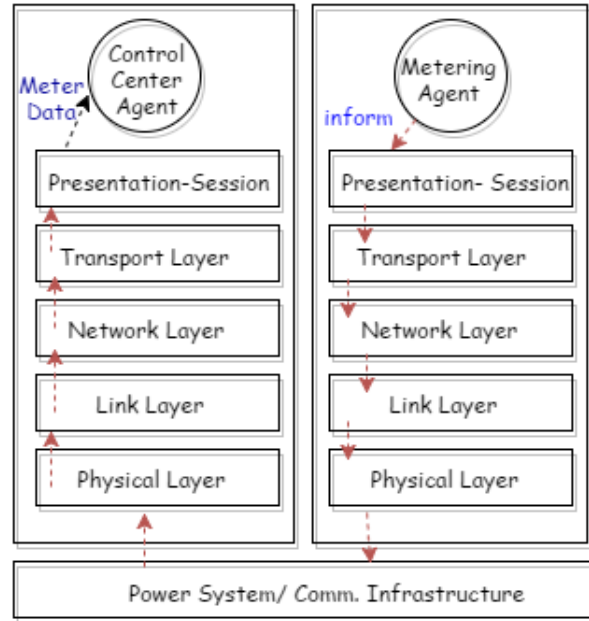 Control
Center
Agent
Meter
Data
Presentation-Session
Transport Layer
Network Layer
Link Layer
Physical Layer
Metering
Agent
inform
Presentation- Session
Transport Layer
Network Layer
Link Layer
Physical Layer
Power System/ Comm. Infrastructure